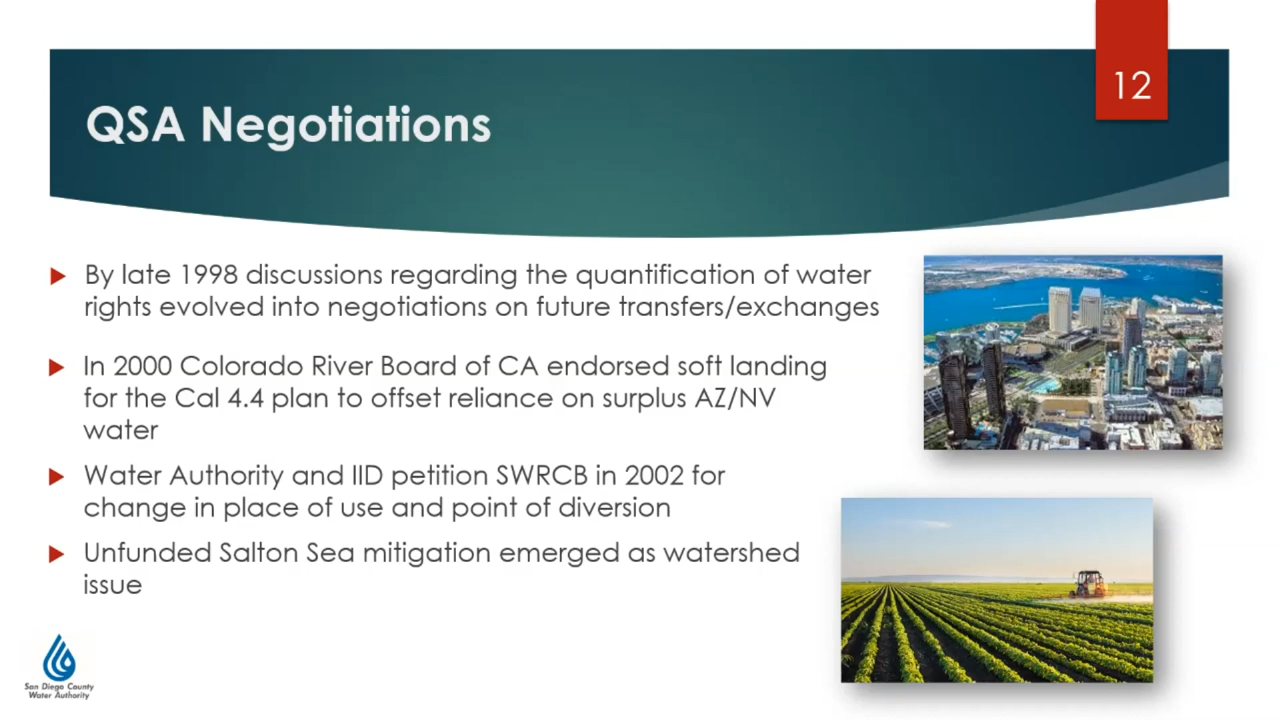 12
QSA Negotiations
By late 1998 discussions regarding the quantification of water
rights evolved into negotiations on future transfers/exchanges
In 2000 Colorado River Board of CA endorsed soft landing
for the Cal 4.4 plan to offset reliance on surplus AZ/NV
water
Water Authority and IID petition SWRCB in 2002 for
change in place of use and point of diversion
Unfunded Salton Sea mitigation emerged as watershed
issue
San Diego County
Water Authority